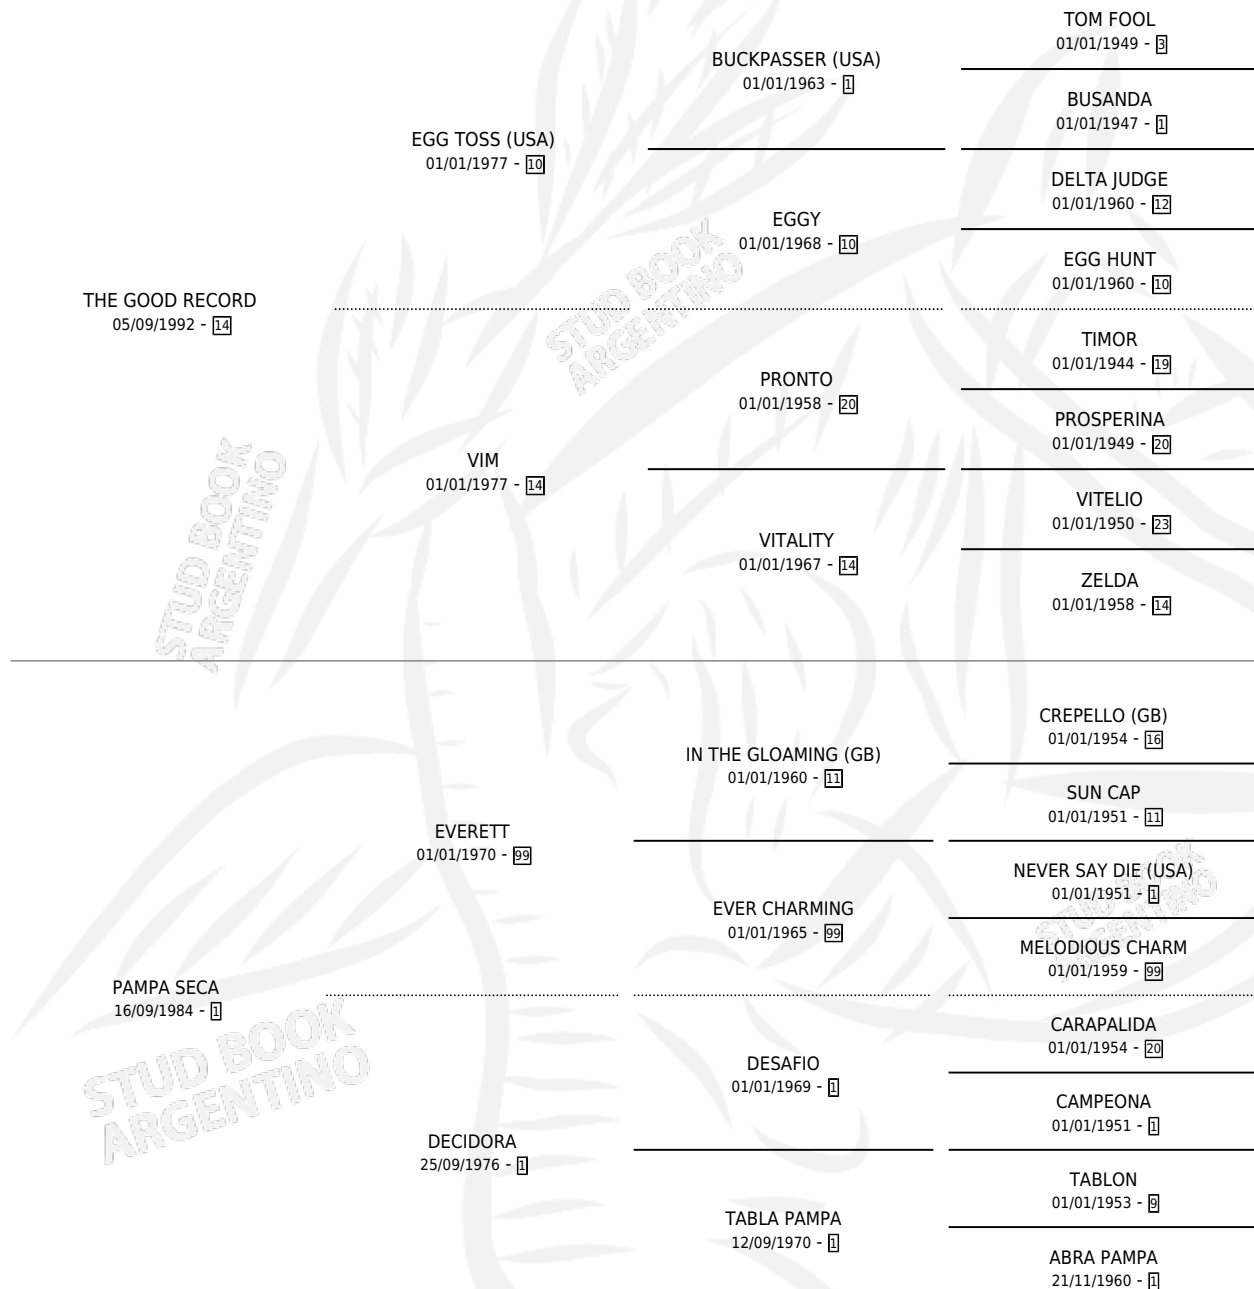 TOM FOOL
01/01/1949 - 3
BUCKPASSER (USA)
01/01/1963 - 1
BUSANDA
01/01/1947 - 1
EGG TOSS (USA)
01/01/1977 - 10
DELTA JUDGE
01/01/1960 - 12
EGGY
01/01/1968 - 10
EGG HUNT
01/01/1960 - 10
THE GOOD RECORD
05/09/1992 - 14
TIMOR
01/01/1944 - 19
PRONTO
01/01/1958 - 20
PROSPERINA
01/01/1949 - 20
VIM
01/01/1977 - 14
VITELIO
01/01/1950 - 23
VITALITY
01/01/1967 - 14
ZELDA
01/01/1958 - 14
CREPELLO (GB)
01/01/1954 - 16
IN THE GLOAMING (GB)
01/01/1960 - 11
SUN CAP
01/01/1951 - 11
EVERETT
01/01/1970 - 99
NEVER SAY DIE (USA)
01/01/1951 - 1
EVER CHARMING
01/01/1965 - 99
MELODIOUS CHARM
01/01/1959 - 99
PAMPA SECA
16/09/1984 - 1
CARAPALIDA
01/01/1954 - 20
DESAFIO
01/01/1969 - 1
CAMPEONA
01/01/1951 - 1
DECIDORA
25/09/1976 - 1
TABLON
01/01/1953 - 9
TABLA PAMPA
12/09/1970 - 1
ABRA PAMPA
21/11/1960 - 1
STUD BOOK
ARGENTINO
STUD BOOK
ARGENTINO
STUD BOOK
ARGENTINO
STUD BOOK
ARGENTINO